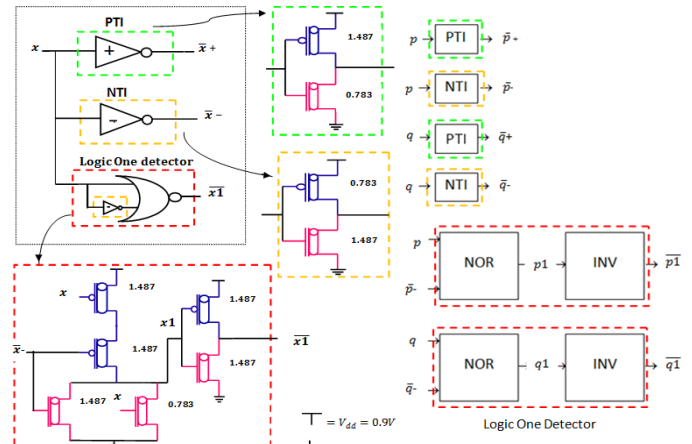 PTI
x
+
x̄ +
NTI
-
x̄ -
Logic One detector
-
x̄1̄
1.487
0.783
0.783
1.487
p
PTI
p̄ +
p
NTI
p̄-
q
PTI
q̄+
q
NTI
q̄-
p
p̄-
NOR
p1
INV
p̄1̄
q
q̄-
NOR
q1
INV
q̄1̄
Logic One Detector
x
1.487
1.487
x̄-
1.487
x
0.783
x1
1.487
1.487
x̄1̄
= Vdd = 0.9V